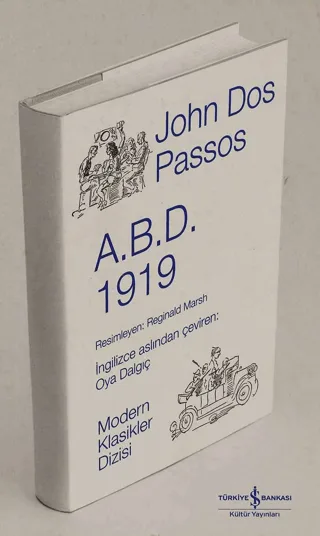 John Dos
Passos
A.B.D.
1919
Resimleyen: Reginald Marsh
İngilizce aslından çeviren:
Oya Dalgıç
Modern
Klasikler
Dizisi
TÜRKİYE İŞ BANKASI
Kültür Yayınları